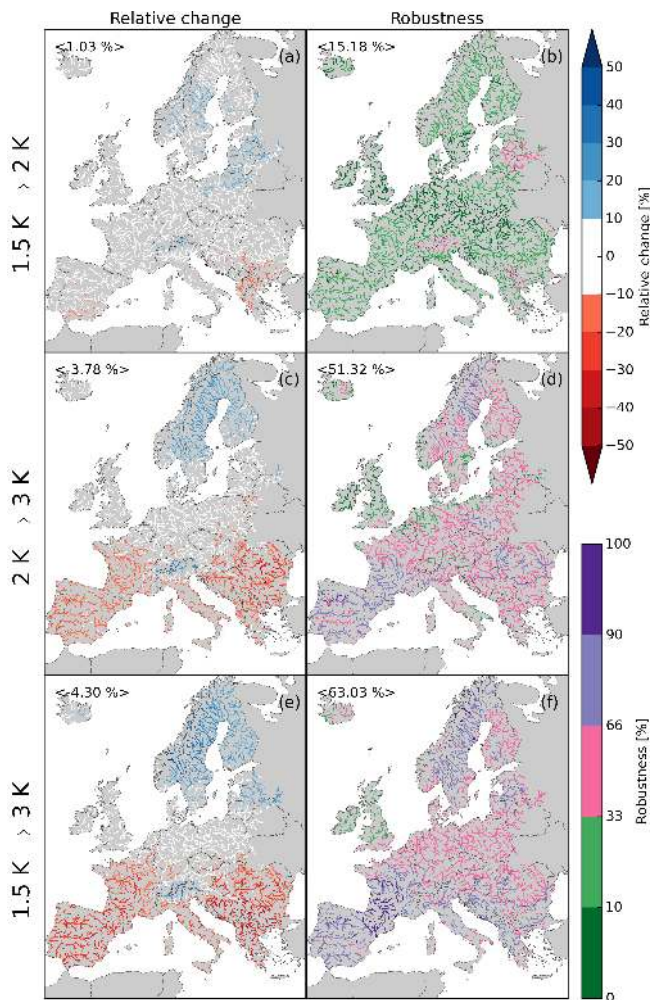 Relative change
Robustness
<1.03 %>
(a)
<15.18 %>
(b)
1.5 K > 2 K
<-3.78 %>
(c)
<51.32 %>
(d)
2 K > 3 K
<-4.30 %>
(e)
<63.03 %>
(f)
1.5 K > 3 K
50
40
30
20
10
0
−10
−20
−30
−40
−50
Relative change [%]
100
90
66
33
10
0
Robustness [%]